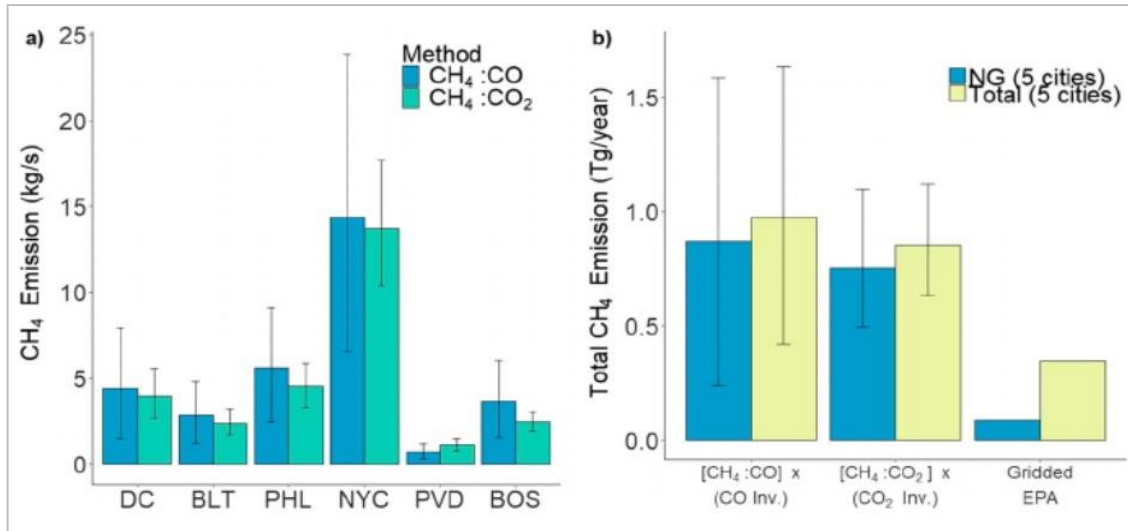 a)
25
20
15
10
5
0
CH₄ Emission (kg/s)
Method
CH₄ :CO
CH₄ :CO₂
DC BLT PHL NYC PVD BOS
b)
1.5
1.0
0.5
0.0
Total CH₄ Emission (Tg/year)
NG (5 cities)
Total (5 cities)
[CH₄ :CO] x [CH₄ :CO₂ ] x Gridded
(CO Inv.) (CO₂ Inv.) EPA